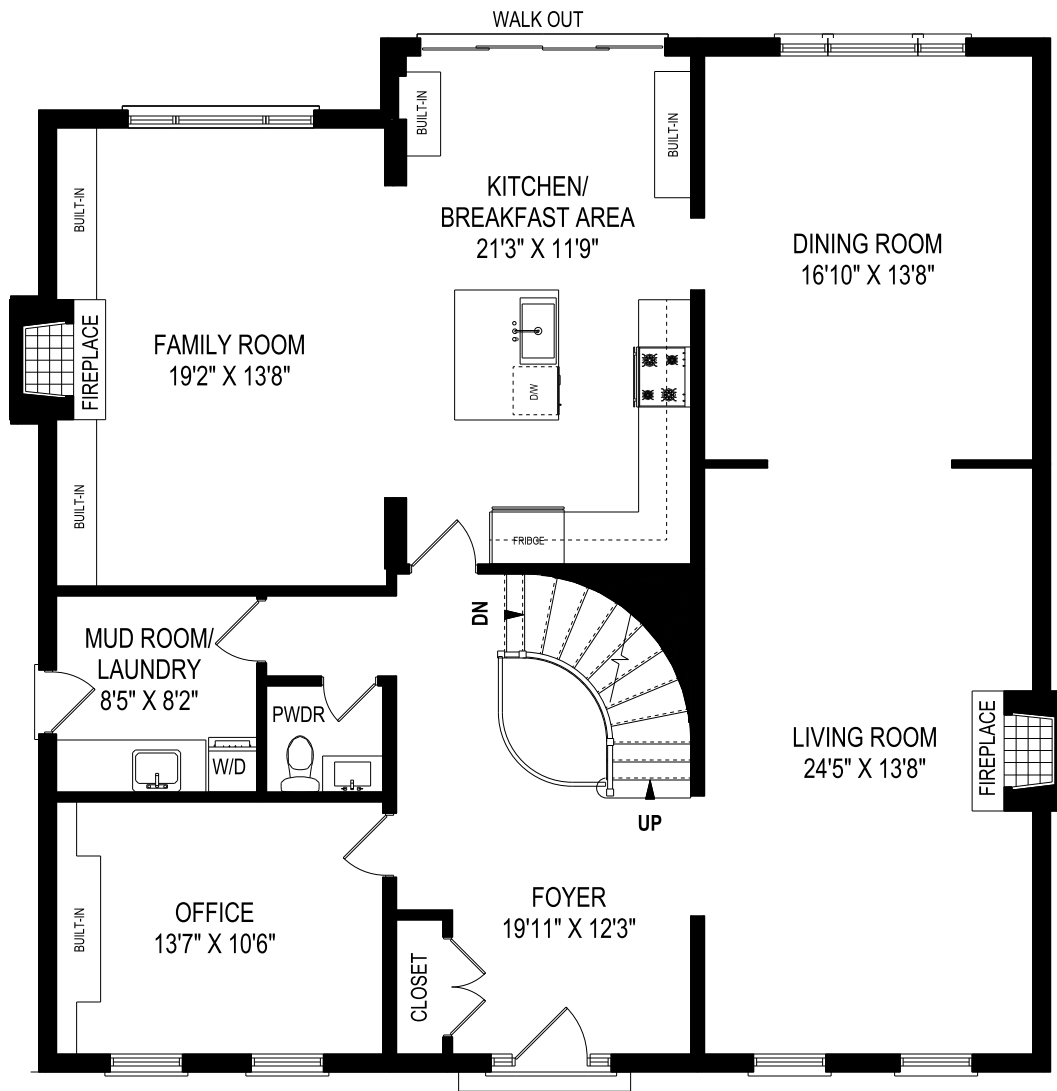 WALK OUT
BUILT-IN
BUILT-IN
KITCHEN/
BREAKFAST AREA
21'3" X 11'9"
DINING ROOM
16'10" X 13'8"
BUILT-IN
FAMILY ROOM
19'2" X 13'8"
FIREPLACE
D/W
BUILT-IN
FRIDGE
DN
MUD ROOM/
LAUNDRY
8'5" X 8'2"
PWDR
W/D
UP
LIVING ROOM
24'5" X 13'8"
FIREPLACE
OFFICE
13'7" X 10'6"
BUILT-IN
FOYER
19'11" X 12'3"
CLOSET